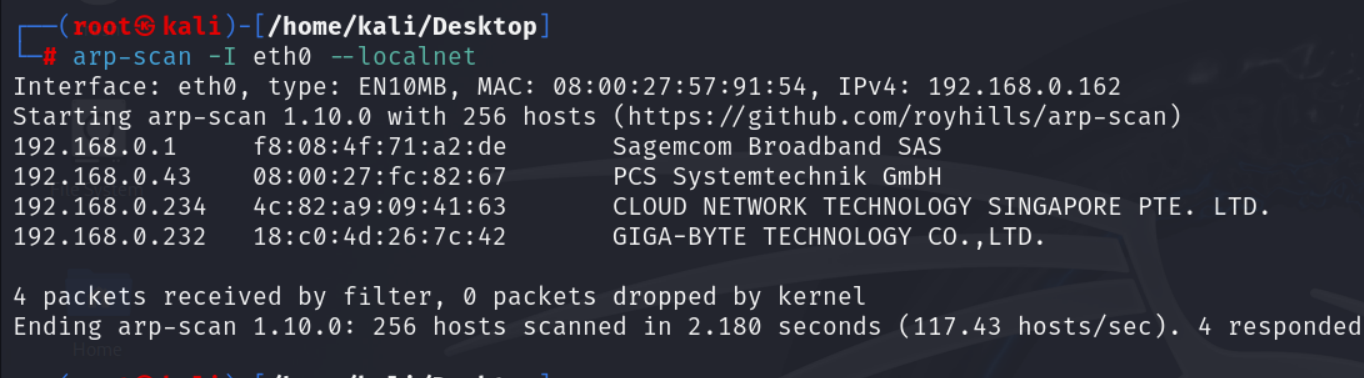 ┌──(root㉿kali)-[/home/kali/Desktop]
└─# arp-scan -I eth0 --localnet
Interface: eth0, type: EN10MB, MAC: 08:00:27:57:91:54, IPv4: 192.168.0.162
Starting arp-scan 1.10.0 with 256 hosts (https://github.com/royhills/arp-scan)
192.168.0.1     f8:08:4f:71:a2:de       Sagemcom Broadband SAS
192.168.0.43    08:00:27:fc:82:67       PCS Systemtechnik GmbH
192.168.0.234   4c:82:a9:09:41:63       CLOUD NETWORK TECHNOLOGY SINGAPORE PTE. LTD.
192.168.0.232   18:c0:4d:26:7c:42       GIGA-BYTE TECHNOLOGY CO.,LTD.
4 packets received by filter, 0 packets dropped by kernel
Ending arp-scan 1.10.0: 256 hosts scanned in 2.180 seconds (117.43 hosts/sec). 4 responded
Home